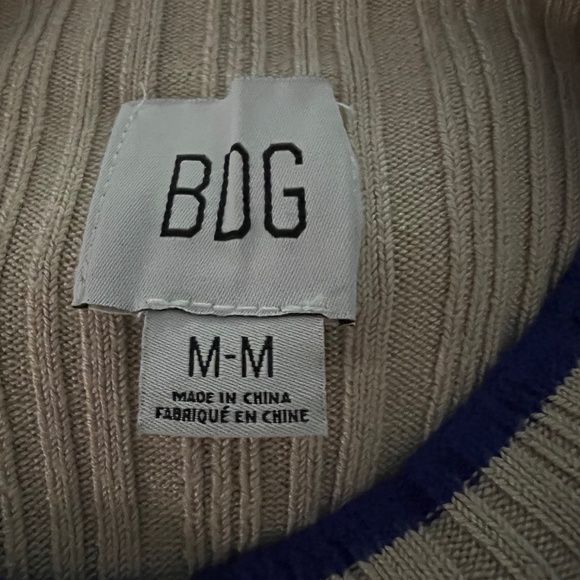 BDG
M-M
MADE IN CHINA
FABRIQUÉ EN CHINE